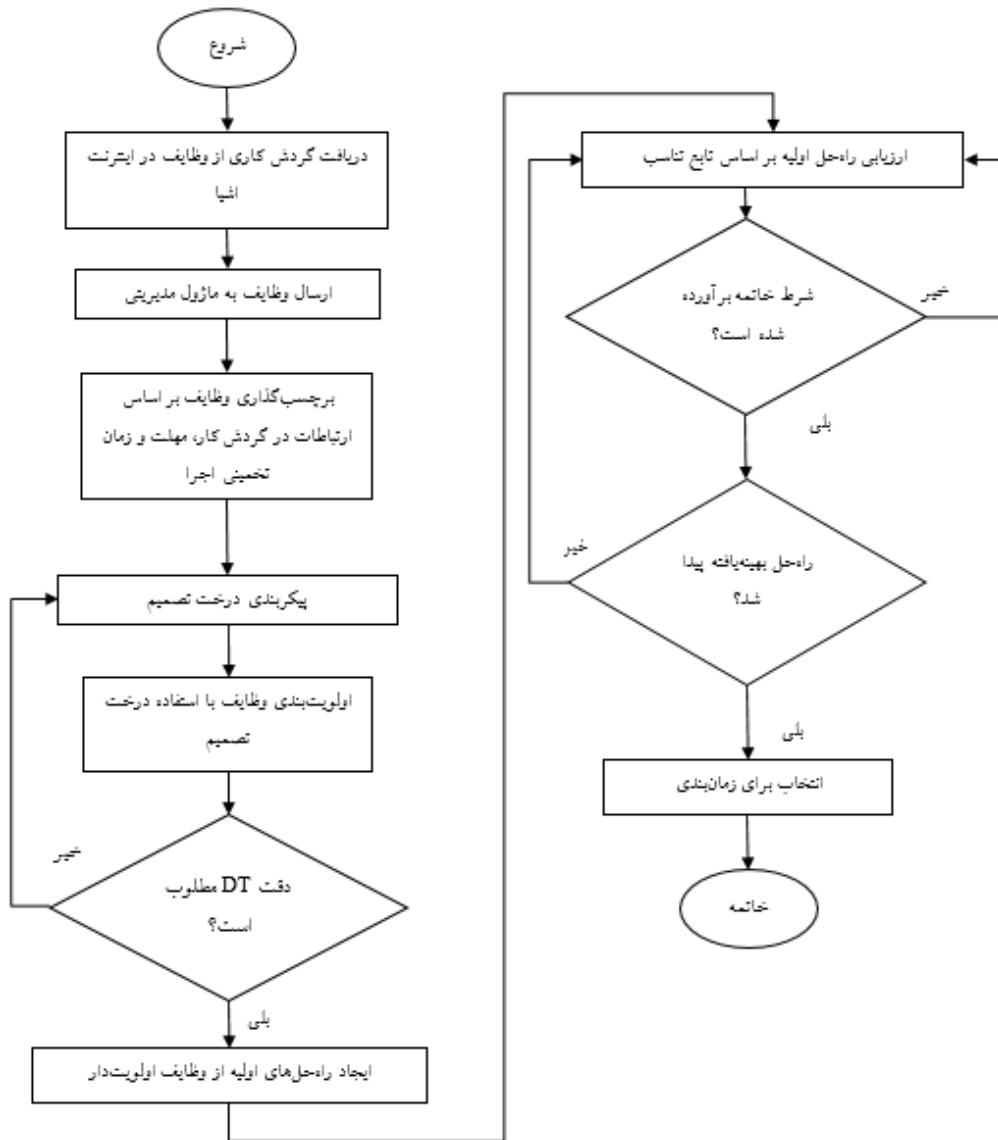 شروع
دریافت گردش کاری از وظایف در اینترنت
اشیا
ارسال وظایف به ماژول مدیریتی
برچسب‌گذاری وظایف بر اساس
ارتباطات در گردش کار، مهلت و زمان
تخمینی اجرا
پیکربندی درخت تصمیم
اولویت‌بندی وظایف با استفاده درخت
تصمیم
خیر
دقت DT مطلوب
است؟
بلی
ایجاد راه‌حل‌های اولیه از وظایف اولویت‌دار
ارزیابی راه‌حل اولیه بر اساس تابع تناسب
شرط خاتمه برآورده
شده است؟
خیر
بلی
خیر
راه‌حل بهینه‌یافته پیدا
شد؟
بلی
انتخاب برای زمان‌بندی
خاتمه